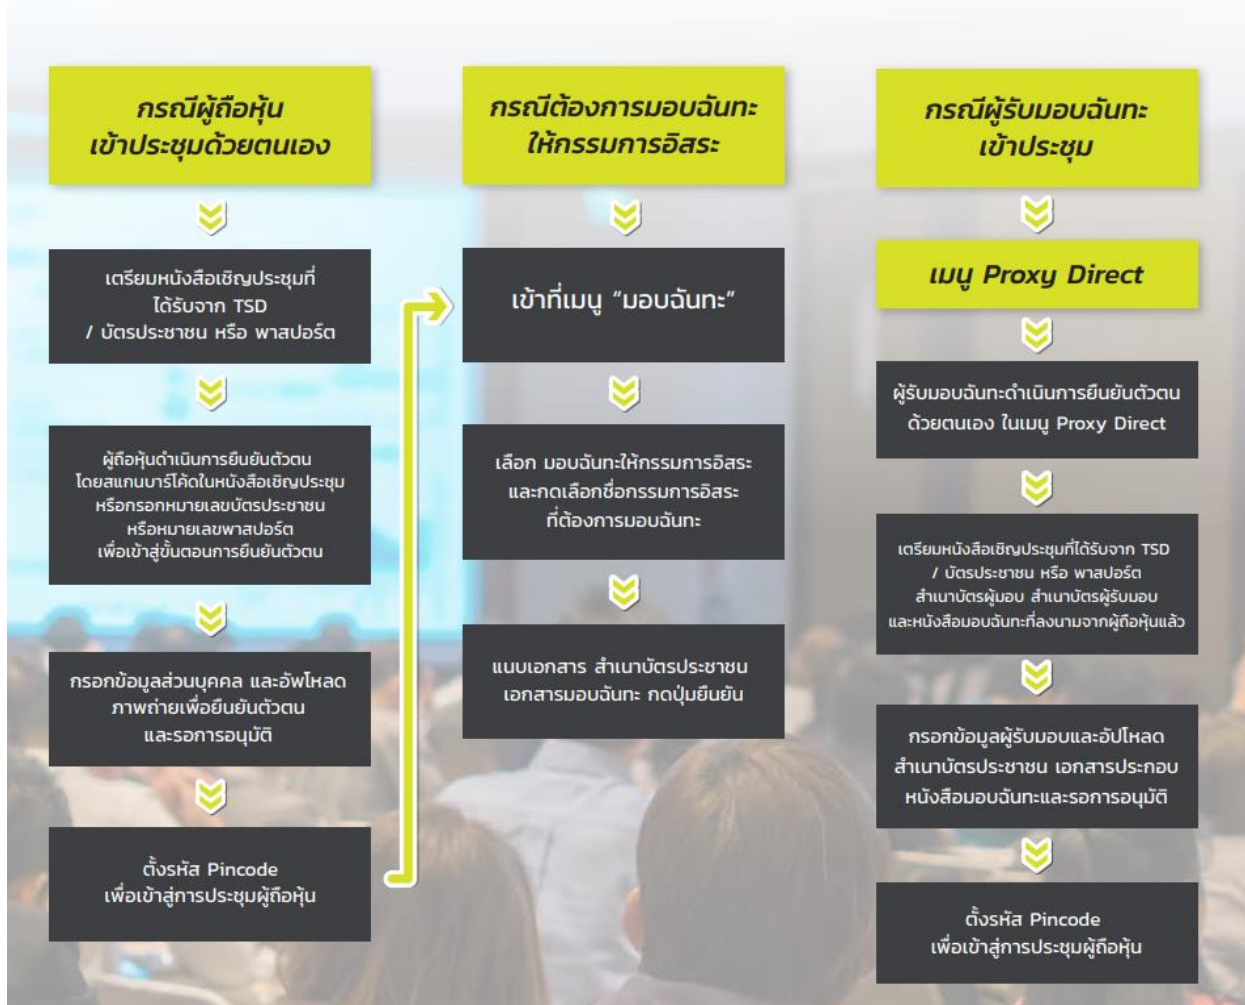 กรณีผู้ถือหุ้น
เข้าประชุมด้วยตนเอง
เตรียมหนังสือเชิญประชุมที่
ได้รับจาก TSD
/ บัตรประชาชน หรือ พาสปอร์ต
ผู้ถือหุ้นดำเนินการยืนยันตัวตน
โดยสแกนบาร์โค้ดในหนังสือเชิญประชุม
หรือกรอกหมายเลขบัตรประชาชน
หรือหมายเลขพาสปอร์ต
เพื่อเข้าสู่ขั้นตอนการยืนยันตัวตน
กรอกข้อมูลส่วนบุคคล และอัพโหลด
ภาพถ่ายเพื่อยืนยันตัวตน
และรอการอนุมัติ
ตั้งรหัส Pincode
เพื่อเข้าสู่การประชุมผู้ถือหุ้น
กรณีต้องการมอบฉันทะ
ให้กรรมการอิสระ
เข้าที่เมนู “มอบฉันทะ”
เลือก มอบฉันทะให้กรรมการอิสระ
และกดเลือกชื่อกรรมการอิสระ
ที่ต้องการมอบฉันทะ
แนบเอกสาร สำเนาบัตรประชาชน
เอกสารมอบฉันทะ กดปุ่มยืนยัน
กรณีผู้รับมอบฉันทะ
เข้าประชุม
เมนู Proxy Direct
ผู้รับมอบฉันทะดำเนินการยืนยันตัวตน
ด้วยตนเอง ในเมนู Proxy Direct
เตรียมหนังสือเชิญประชุมที่ได้รับจาก TSD
/ บัตรประชาชน หรือ พาสปอร์ต
สำเนาบัตรผู้มอบ สำเนาบัตรผู้รับมอบ
และหนังสือมอบฉันทะที่ลงนามจากผู้ถือหุ้นแล้ว
กรอกข้อมูลผู้รับมอบและอัปโหลด
สำเนาบัตรประชาชน เอกสารประกอบ
หนังสือมอบฉันทะและรอการอนุมัติ
ตั้งรหัส Pincode
เพื่อเข้าสู่การประชุมผู้ถือหุ้น